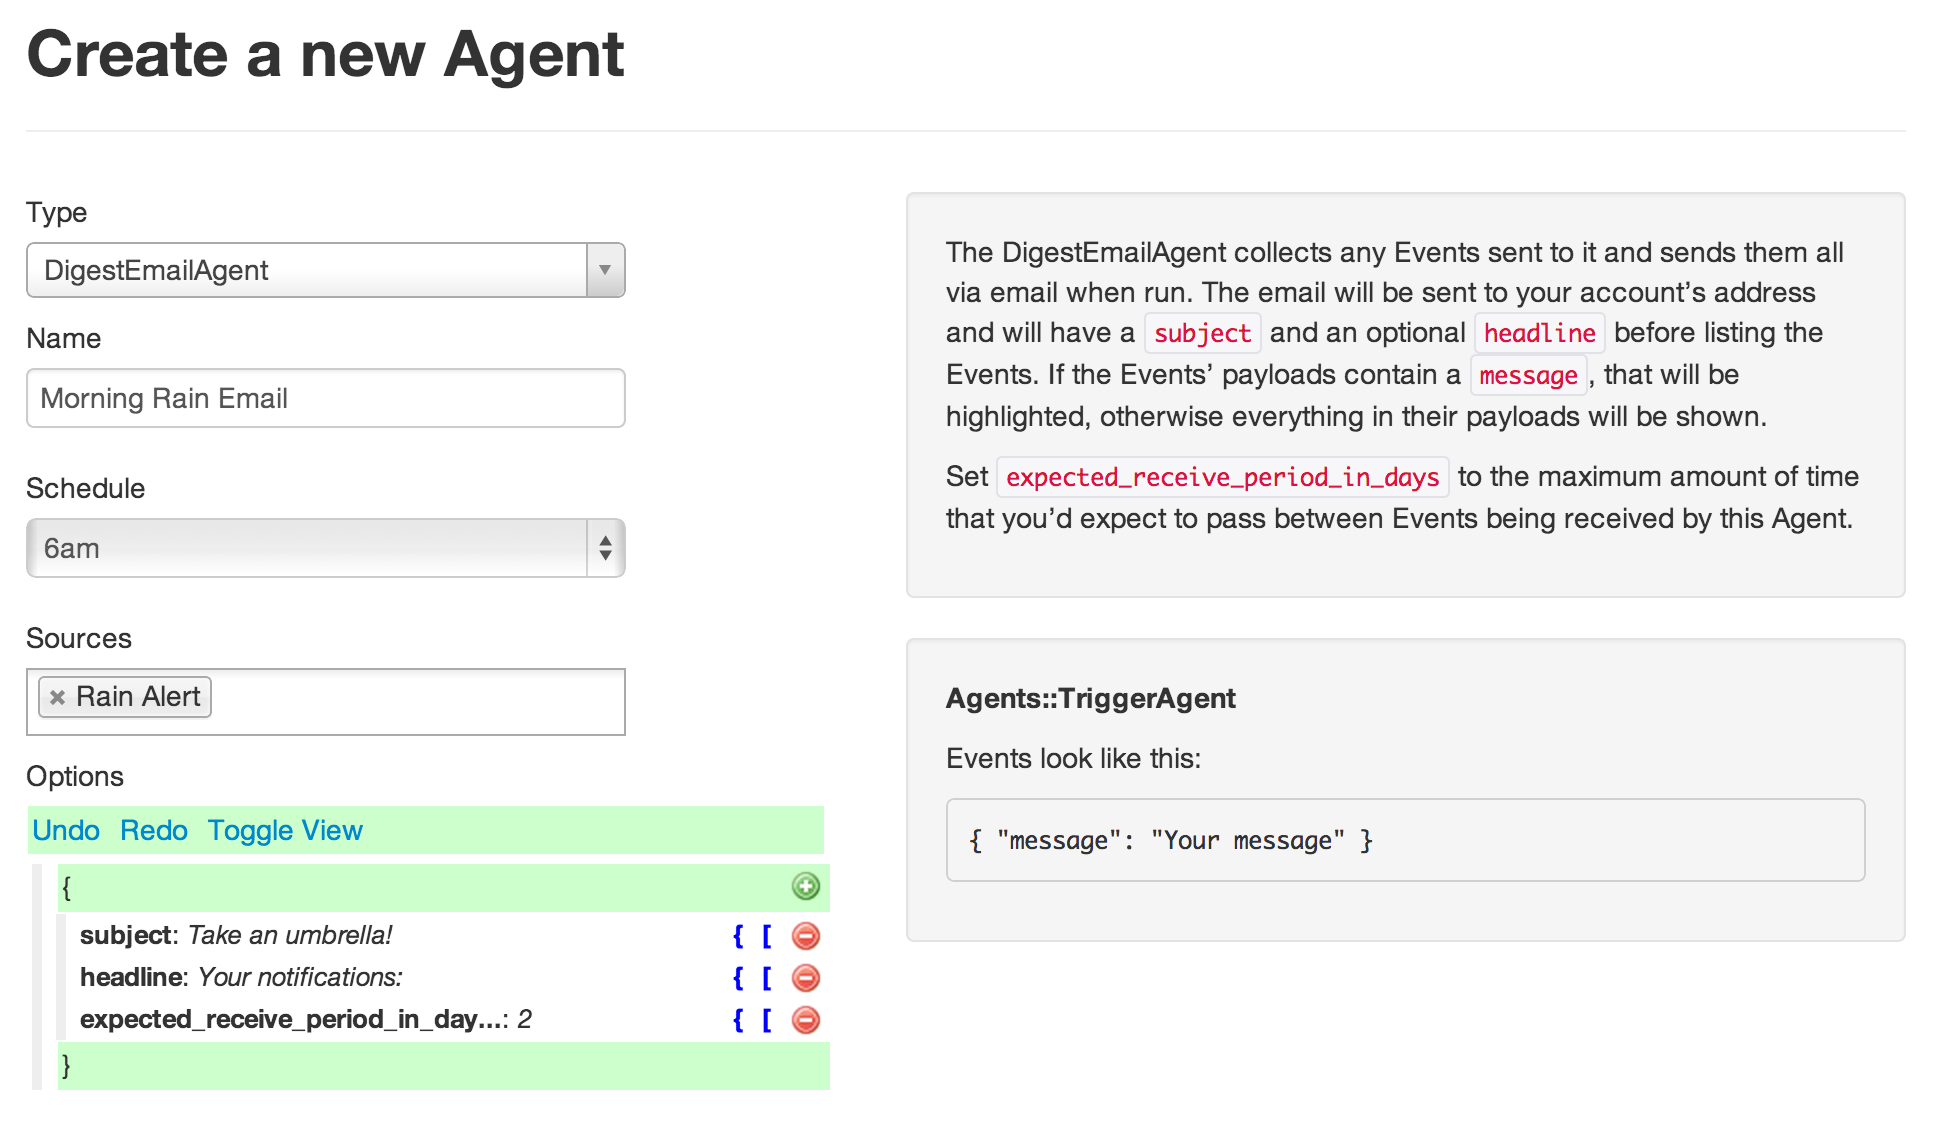 Create a new Agent
Type
DigestEmailAgent
Name
Morning Rain Email
Schedule
6am
Sources
Rain Alert
Options
Undo Redo Toggle View
{
subject: Take an umbrella! { [
headline: Your notifications: { [
expected_receive_period_in_day...: 2 { [
}
The DigestEmailAgent collects any Events sent to it and sends them all
via email when run. The email will be sent to your account’s address
and will have a subject and an optional headline before listing the
Events. If the Events’ payloads contain a message, that will be
highlighted, otherwise everything in their payloads will be shown.
Set expected_receive_period_in_days to the maximum amount of time
that you’d expect to pass between Events being received by this Agent.
Agents::TriggerAgent
Events look like this:
{ "message": "Your message" }